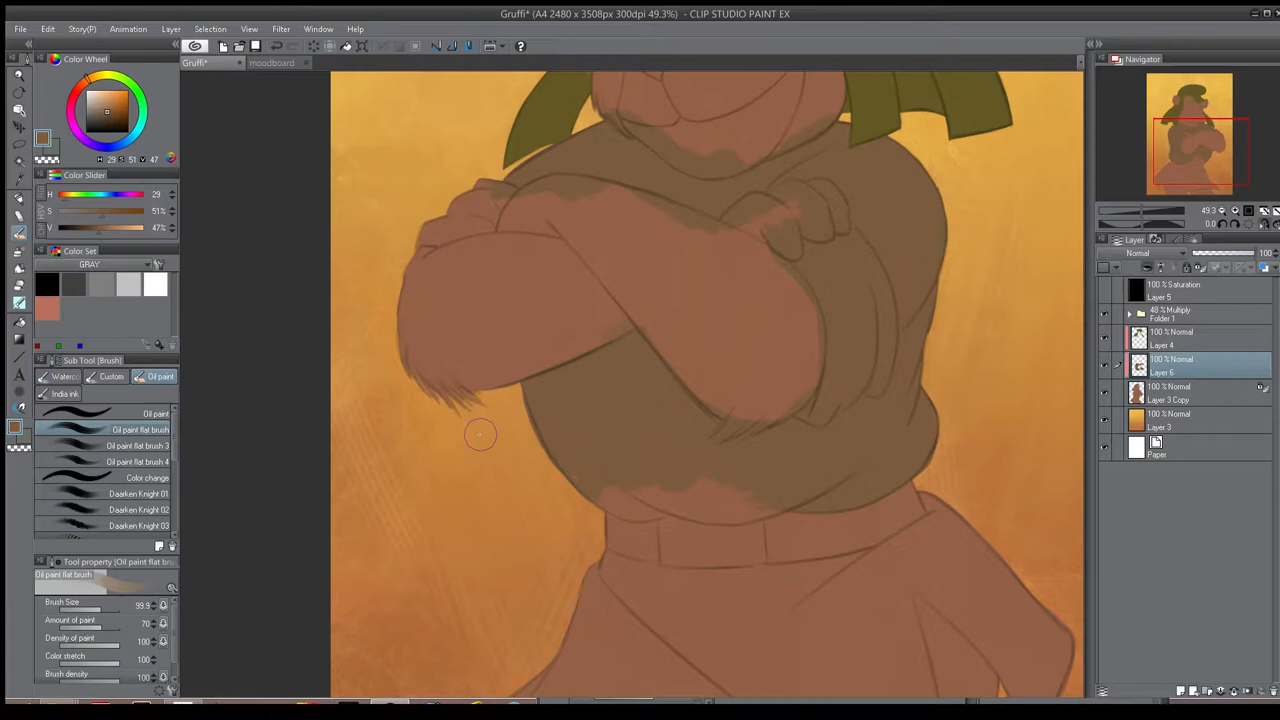 Gruffi* (A4 2480 x 3508px 300dpi 49.3%) - CLIP STUDIO PAINT EX
File Edit Story(P) Animation Layer Selection View Filter Window Help
Color Wheel
Gruffi*
moodboard
Navigator
H 29 S 51 V 47
Color Slider
H 29
S 51%
V 47%
49.3
0.0
Layer
Color Set
Normal 100
GRAY
100 % Saturation
Layer 5
48 % Multiply
Folder 1
100 % Normal
Layer 4
100 % Normal
Layer 6
100 % Normal
Layer 3 Copy
100 % Normal
Layer 3
100 % Normal
Paper
Sub Tool [Brush]
Waterco Custom Oil paint
India ink
Oil paint
Oil paint flat brush
Oil paint flat brush 3
Oil paint flat brush 4
Color change
Daarken Knight 01
Daarken Knight 02
Daarken Knight 03
Tool property [Oil paint flat bru
Oil paint flat brush
Brush Size 99.9
Amount of paint 70
Density of paint 100
Color stretch 100
Brush density 100